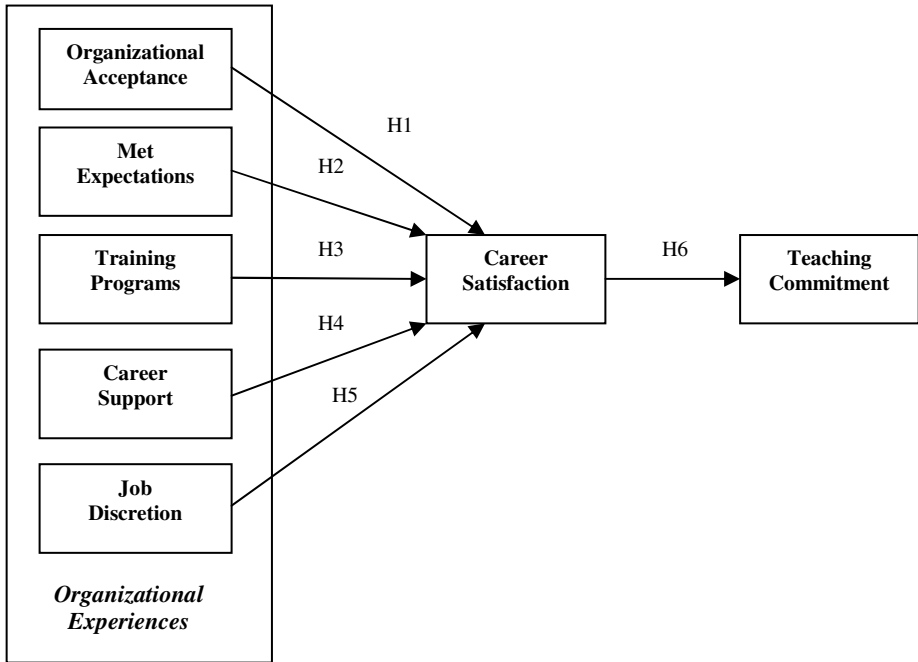 Organizational
Acceptance
H1
Met
Expectations
H2
Training
Programs
H3
Career
Satisfaction
H6
Teaching
Commitment
H4
Career
Support
H5
Job
Discretion
Organizational
Experiences